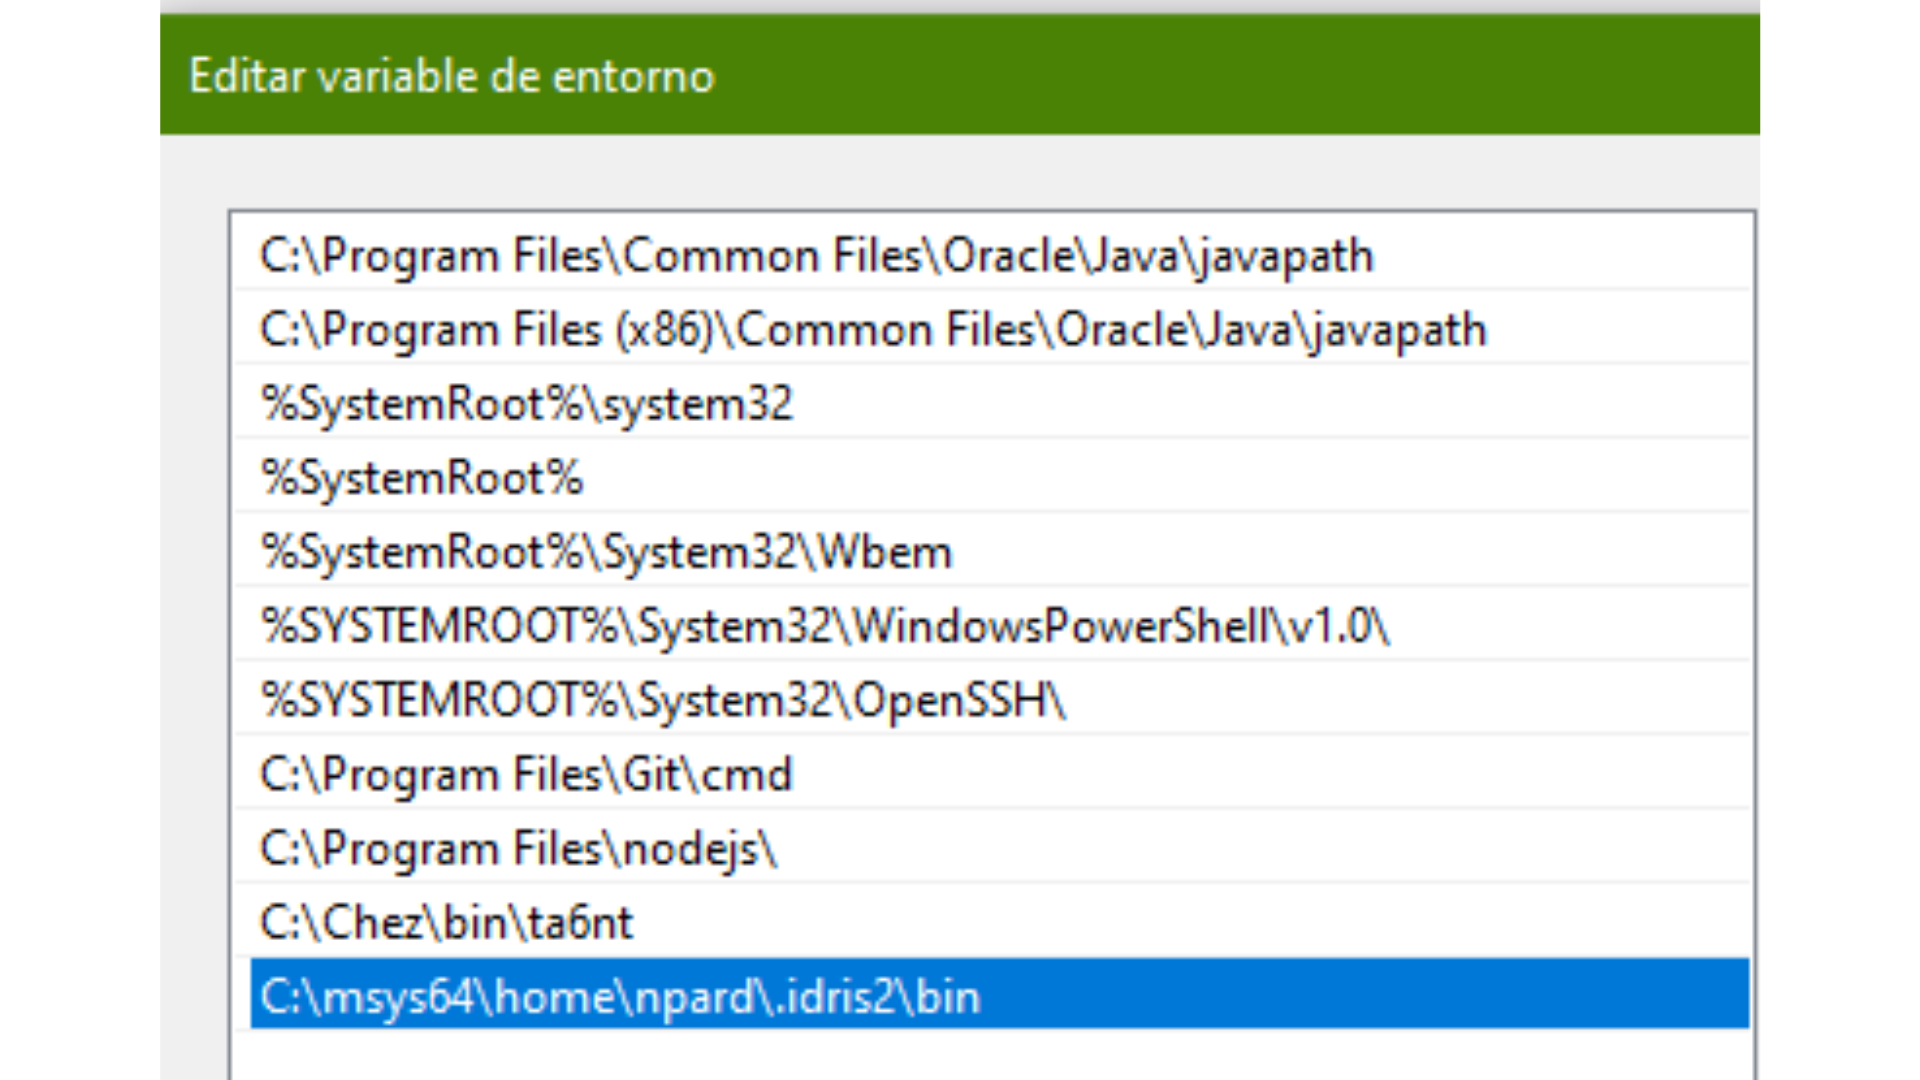 Editar variable de entorno
C:\Program Files\Common Files\Oracle\Java\javapath
C:\Program Files (x86)\Common Files\Oracle\Java\javapath
%SystemRoot%\system32
%SystemRoot%
%SystemRoot%\System32\Wbem
%SYSTEMROOT%\System32\WindowsPowerShell\v1.0\
%SYSTEMROOT%\System32\OpenSSH\
C:\Program Files\Git\cmd
C:\Program Files\nodejs\
C:\Chez\bin\ta6nt
C:\msys64\home\npard\.idris2\bin